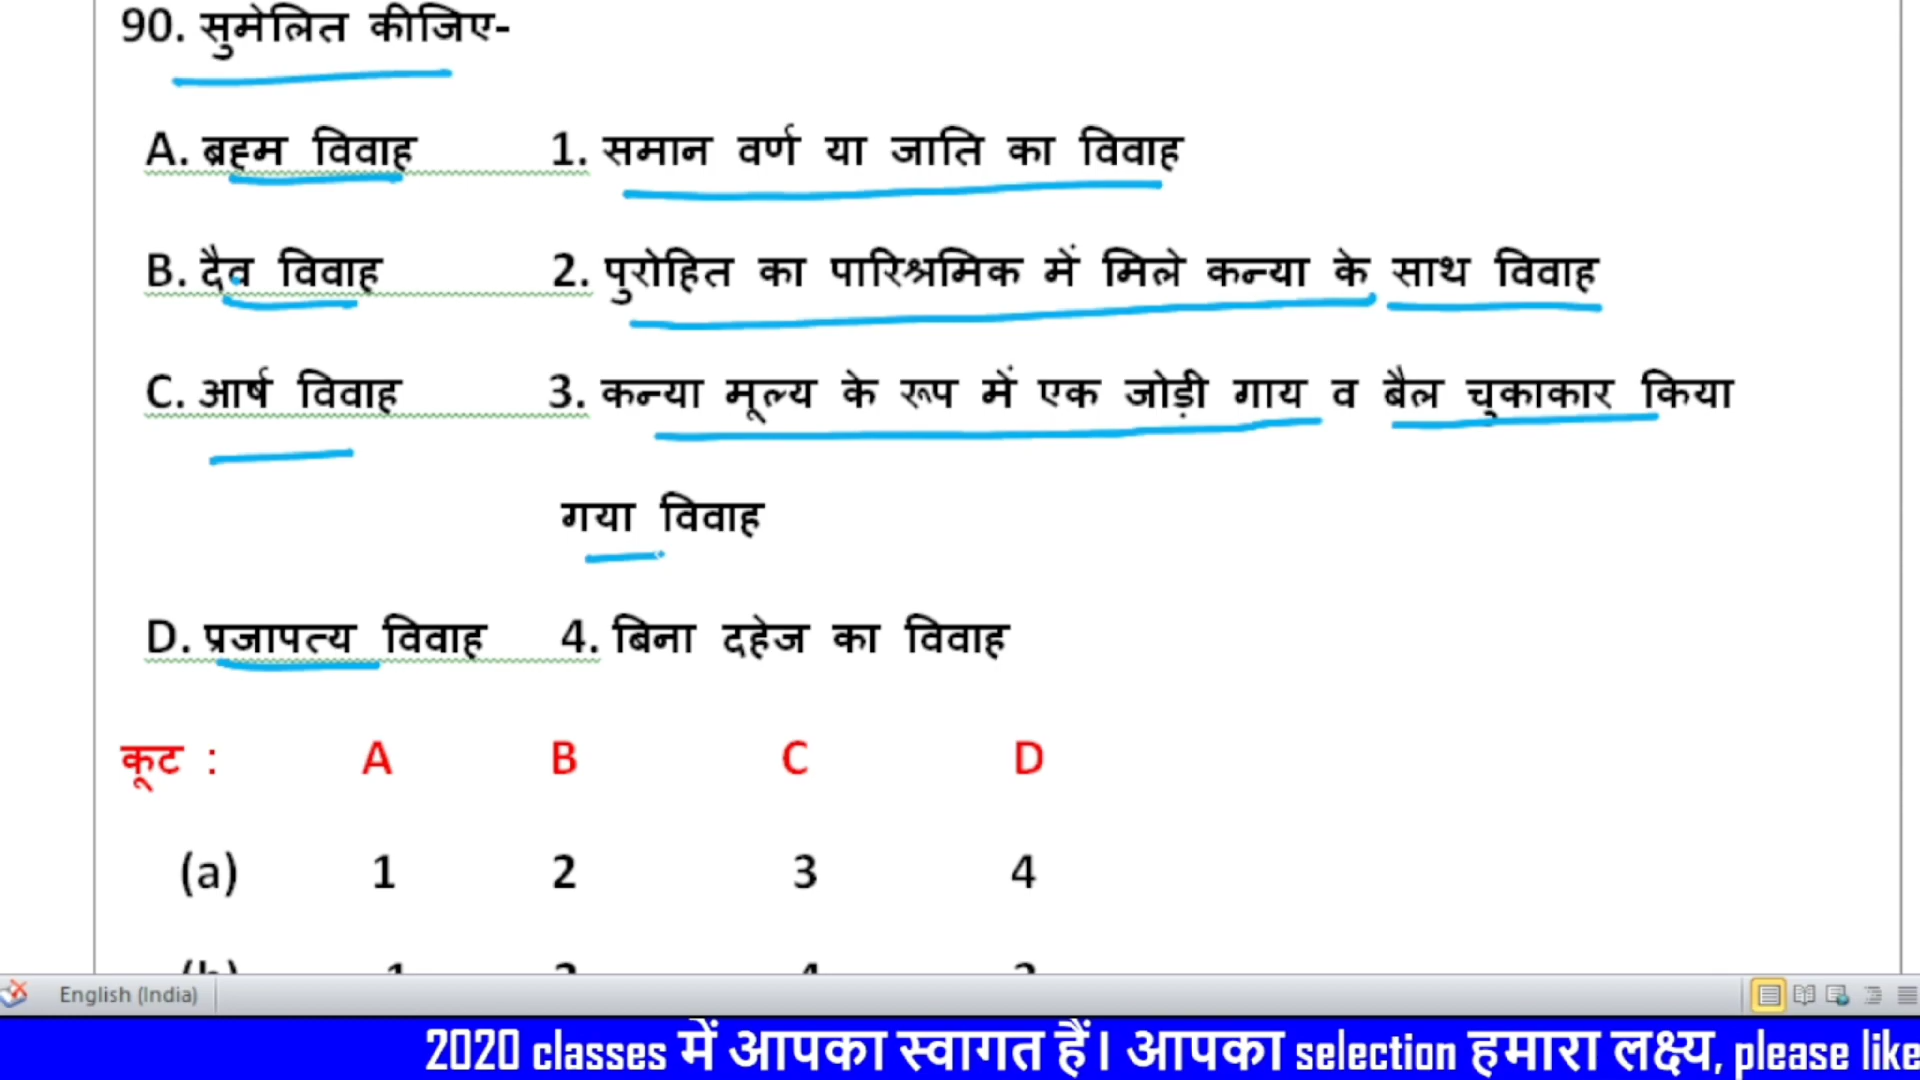 90. सुमेलित कीजिए-
A. ब्रह्म विवाह 1. समान वर्ण या जाति का विवाह
B. दैव विवाह 2. पुरोहित का पारिश्रमिक में मिले कन्या के साथ विवाह
C. आर्ष विवाह 3. कन्या मूल्य के रूप में एक जोड़ी गाय व बैल चुकाकार किया
गया विवाह
D. प्रजापत्य विवाह 4. बिना दहेज का विवाह
कूट : A B C D
(a) 1 2 3 4
English (India)
2020 classes में आपका स्वागत हैं। आपका selection हमारा लक्ष्य, please like